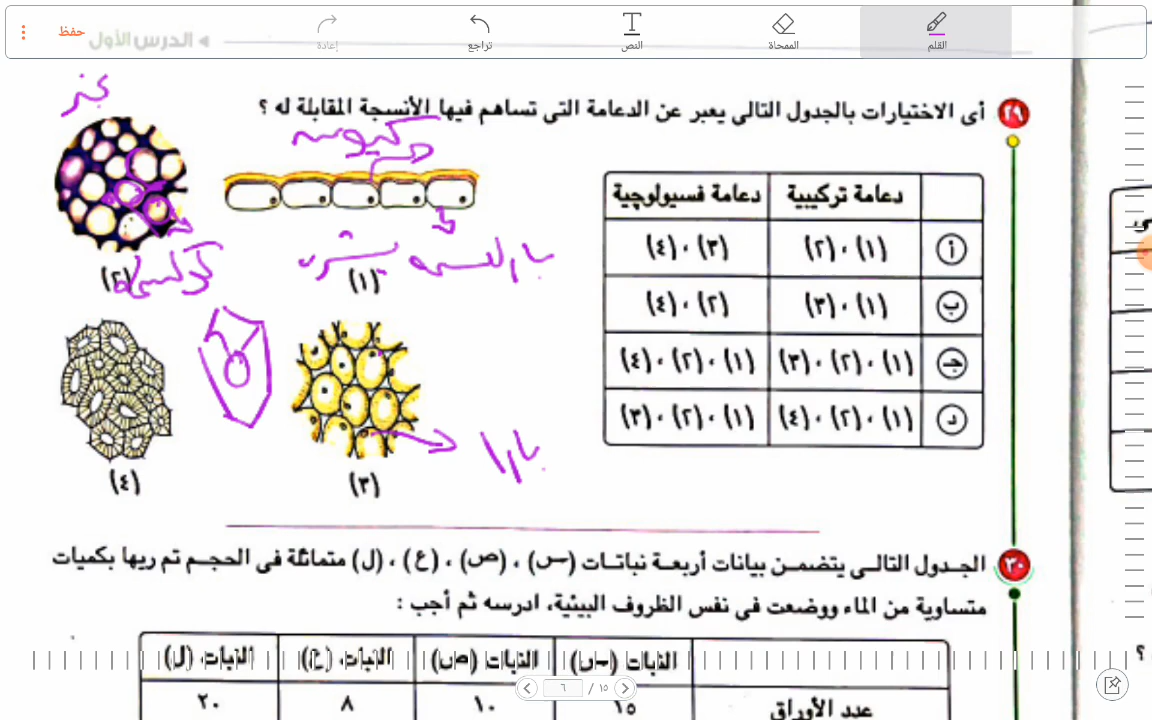 حفظ
إعادة
تراجع
النص
الممحاة
القلم
الدرس الأول
٢٩ أى الاختيارات بالجدول التالى يعبر عن الدعامة التى تساهم فيها الأنسجة المقابلة له ؟
دعامة تركيبية دعامة فسيولوچية
أ (١) ، (٢) (٣) ، (٤)
ب (١) ، (٣) (٢) ، (٤)
جـ (١) ، (٢) ، (٣) (١) ، (٢) ، (٤)
د (١) ، (٢) ، (٤) (١) ، (٢) ، (٣)
(١)
(٢)
بشرة
(٣)
بارا
(٤)
٣٠ الجدول التالى يتضمن بيانات أربعة نباتات (س) ، (ص) ، (ع) ، (ل) متماثلة فى الحجم تم ريها بكميات
متساوية من الماء ووضعت فى نفس الظروف البيئية، ادرسه ثم أجب :
النبات (س) النبات (ص) النبات (ع) النبات (ل)
عدد الأوراق ١٥ ١٠ ٨ ٢٠
٦ / ١٥
؟